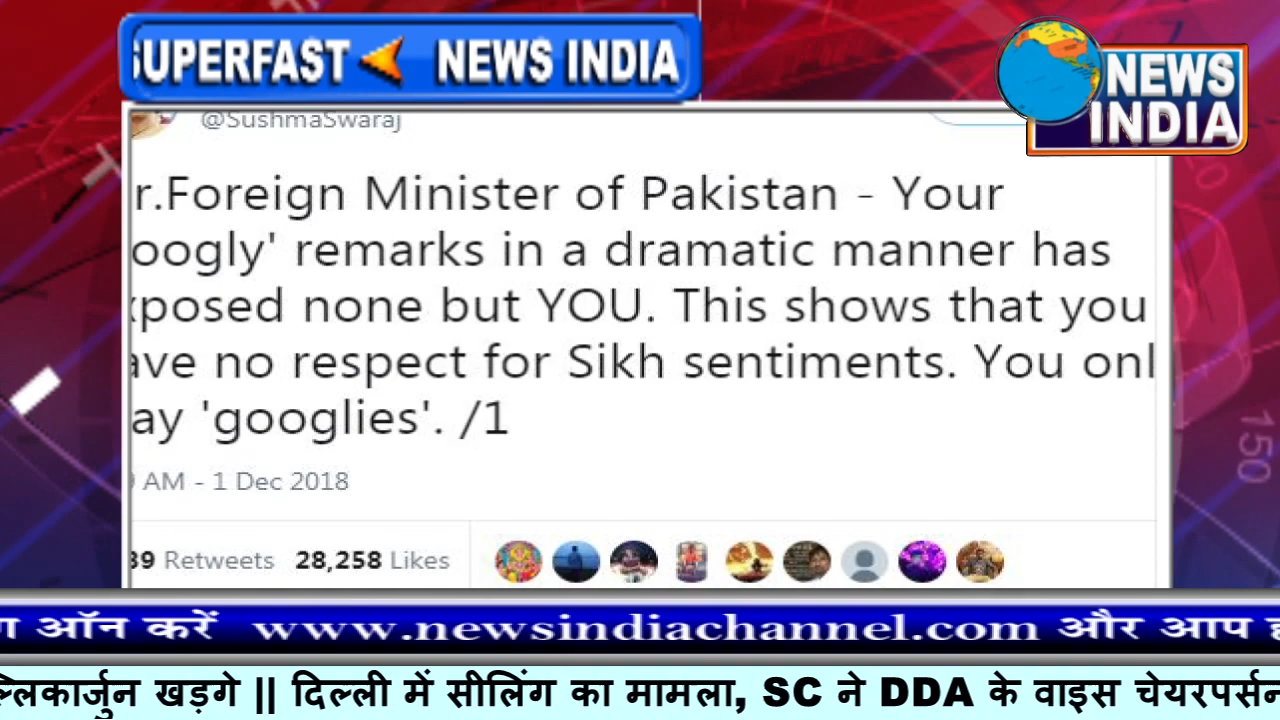 SUPERFAST NEWS INDIA
NEWS
INDIA
@SushmaSwaraj
r.Foreign Minister of Pakistan - Your
oogly' remarks in a dramatic manner has
xposed none but YOU. This shows that you
ave no respect for Sikh sentiments. You onl
ay 'googlies'. /1
AM - 1 Dec 2018
39 Retweets 28,258 Likes
ऑन करें www.newsindiachannel.com और आप
ल्लिकार्जुन खड़गे || दिल्ली में सीलिंग का मामला, SC ने DDA के वाइस चेयरपर्सन